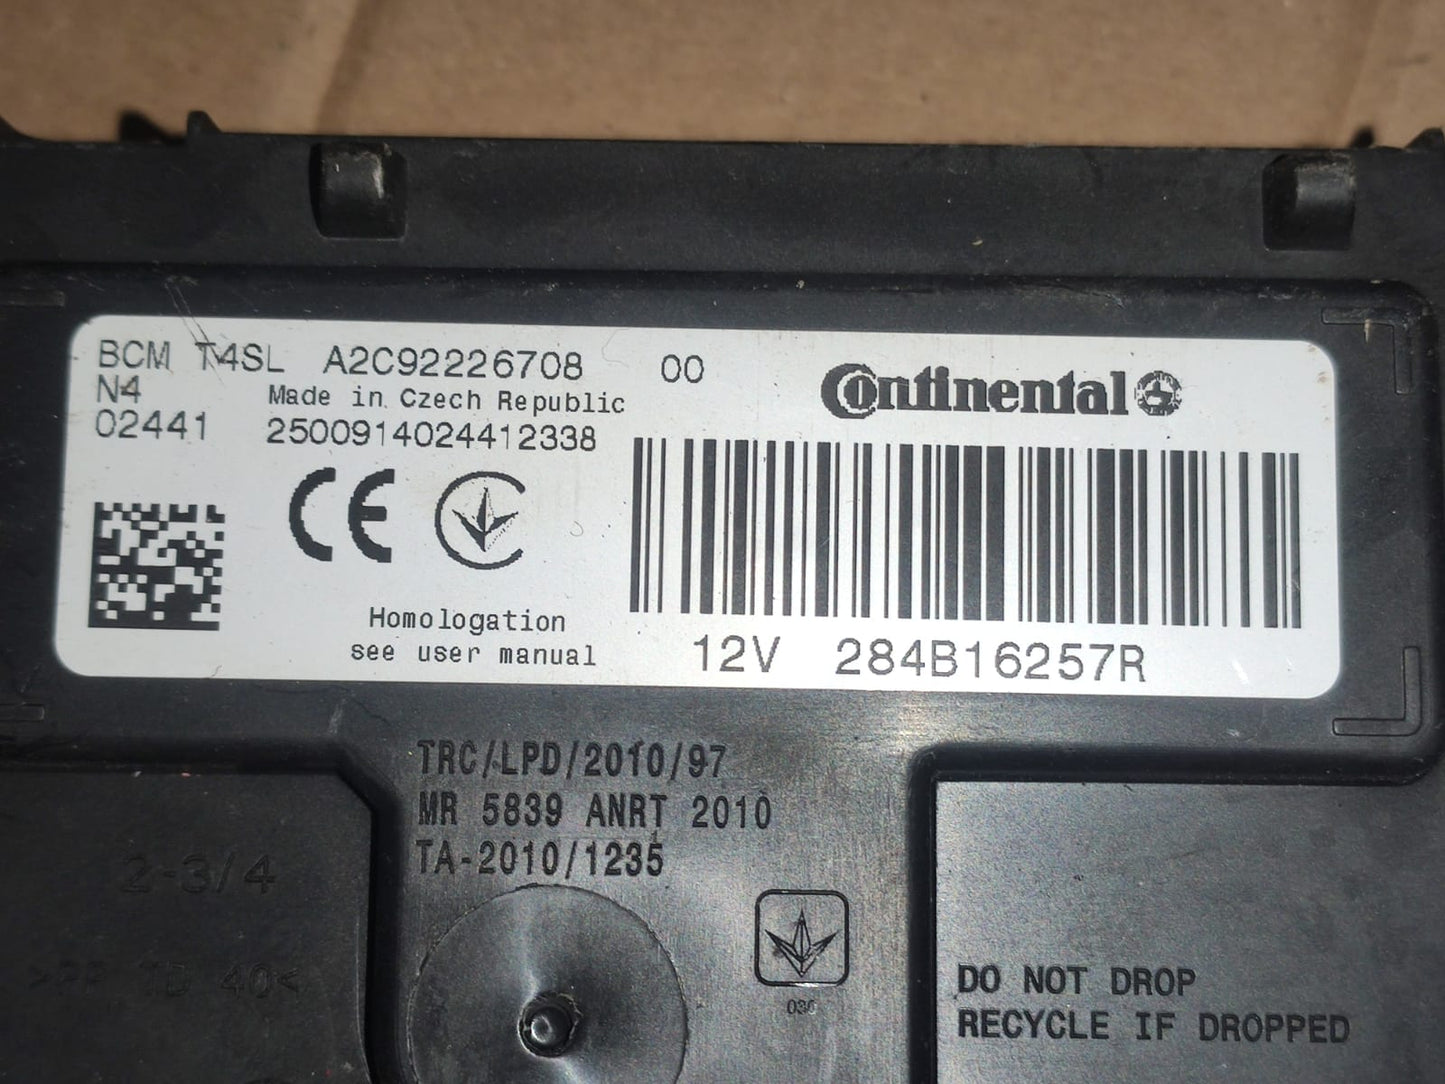 BCM T4SL A2C92226708 00
N4 Made in Czech Republic
02441 2500914024412338
Continental
CE
Homologation
see user manual
12V 284B16257R
TRC/LPD/2010/97
MR 5839 ANRT 2010
TA-2010/1235
2-3/4
40<
DO NOT DROP
RECYCLE IF DROPPED